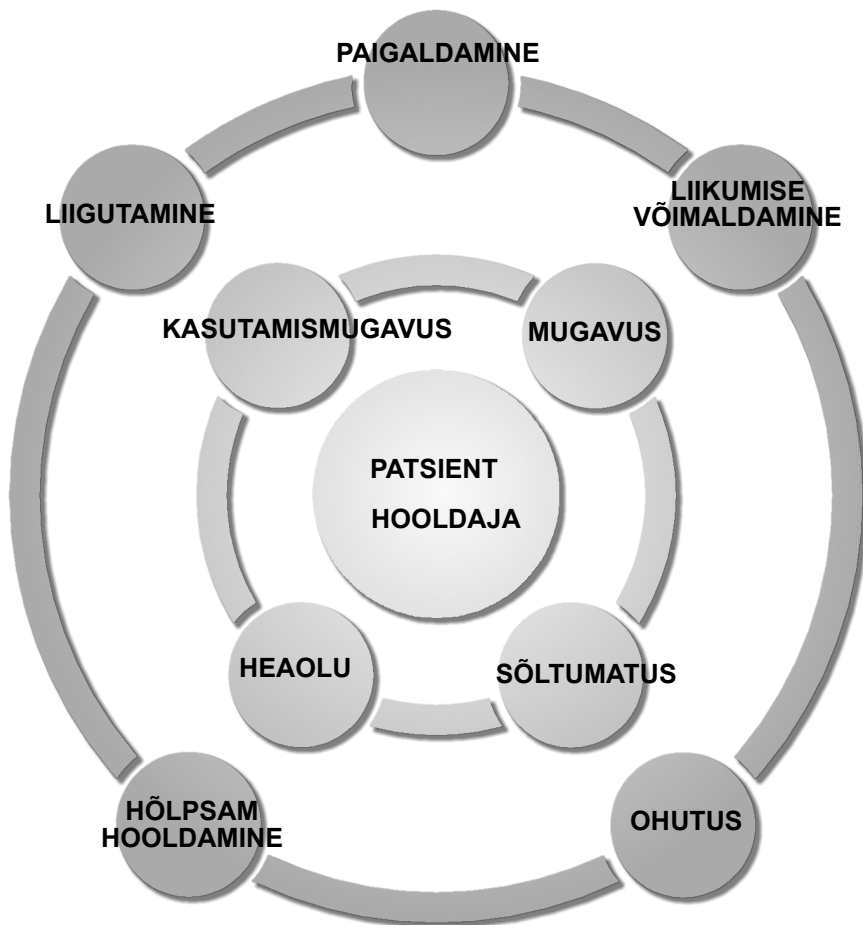 PAIGALDAMINE
LIIGUTAMINE
LIIKUMISE
VÕIMALDAMINE
KASUTAMISMUGAVUS
MUGAVUS
PATSIENT
HOOLDAJA
HEAOLU
SÕLTUMATUS
HÕLPSAM
HOOLDAMINE
OHUTUS